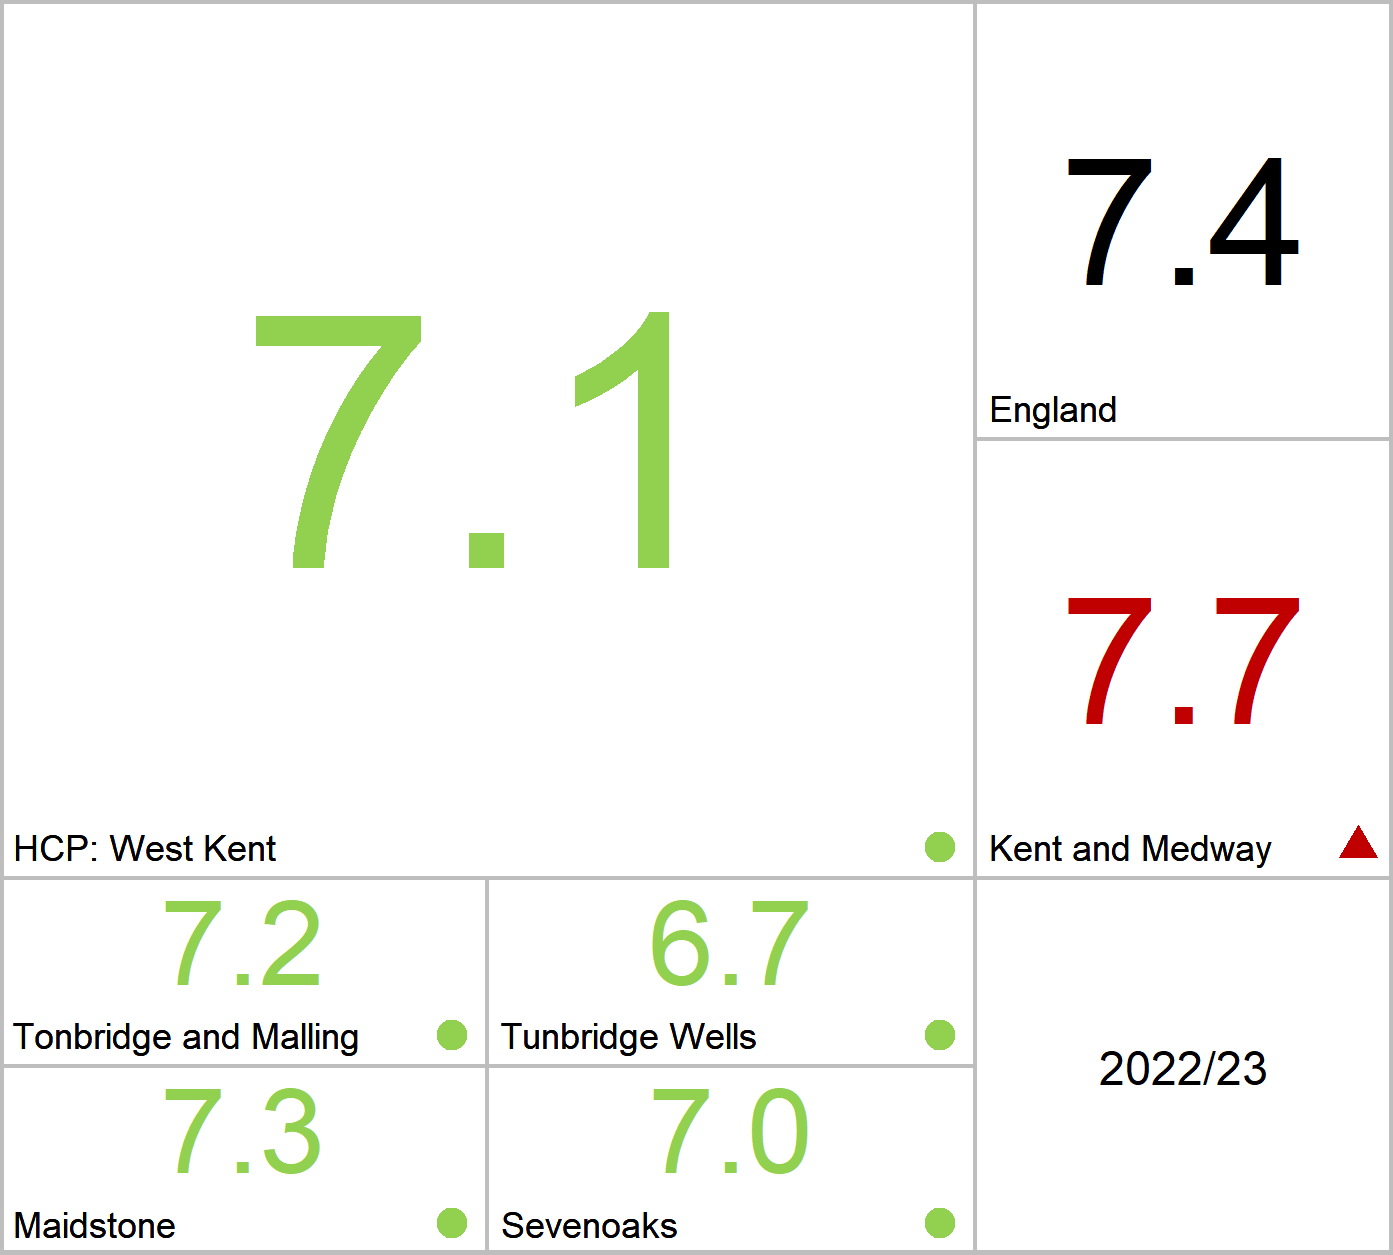 7.1
HCP: West Kent
7.4
England
7.7
Kent and Medway
7.2
Tonbridge and Malling
6.7
Tunbridge Wells
7.3
Maidstone
7.0
Sevenoaks
2022/23